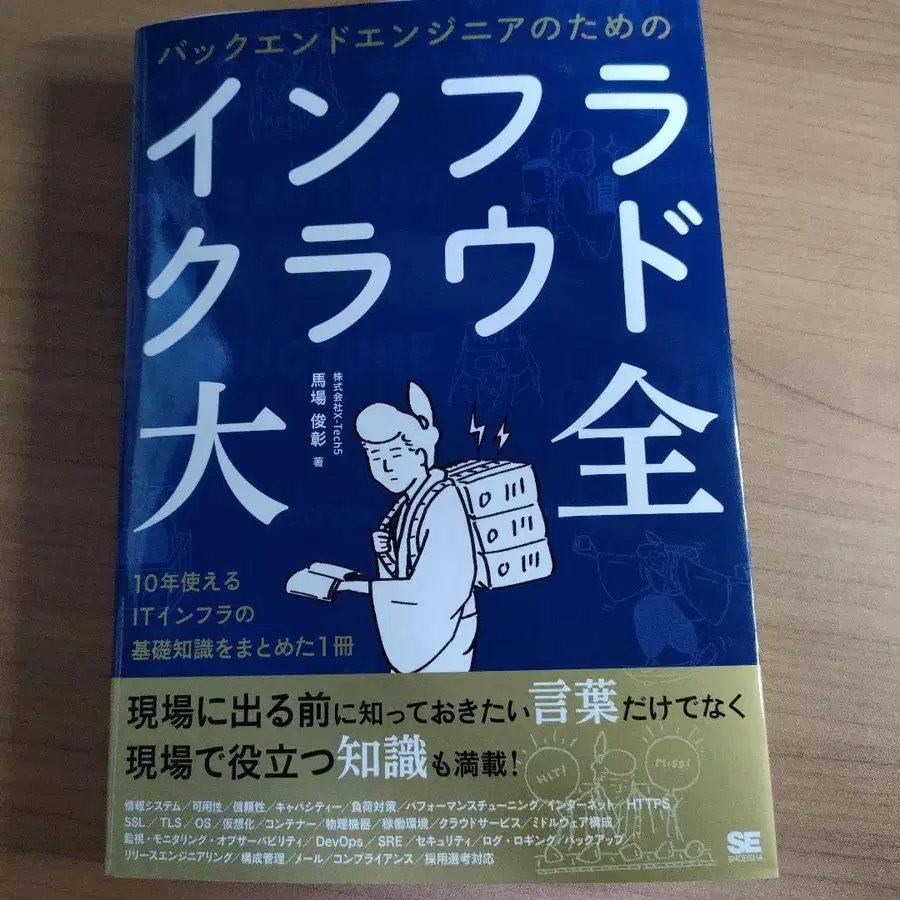 バックエンドエンジニアのための
インフラ
クラウド
大全
株式会社X-Tech5
馬場 俊彰 著
10年使える
ITインフラの
基礎知識をまとめた1冊
現場に出る前に知っておきたい言葉だけでなく
現場で役立つ知識も満載!
HIT!
MISS!
情報システム/可用性/信頼性/キャパシティー/負荷対策/パフォーマンスチューニング/インターネット/HTTPS
SSL/TLS/OS/仮想化/コンテナー/物理機器/稼働環境/クラウドサービス/ミドルウェア構成
監視・モニタリング・オブザーバビリティ/DevOps/SRE/セキュリティ/ログ・ロギング/バックアップ
リリースエンジニアリング/構成管理/メール/コンプライアンス/採用選考対応
SE
SHOEISHA